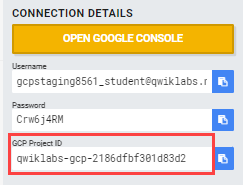 CONNECTION DETAILS
OPEN GOOGLE CONSOLE
Username
gcpstaging8561_student@qwiklabs.
Password
Crw6j4RM
GCP Project ID
qwiklabs-gcp-2186dfbf301d83d2